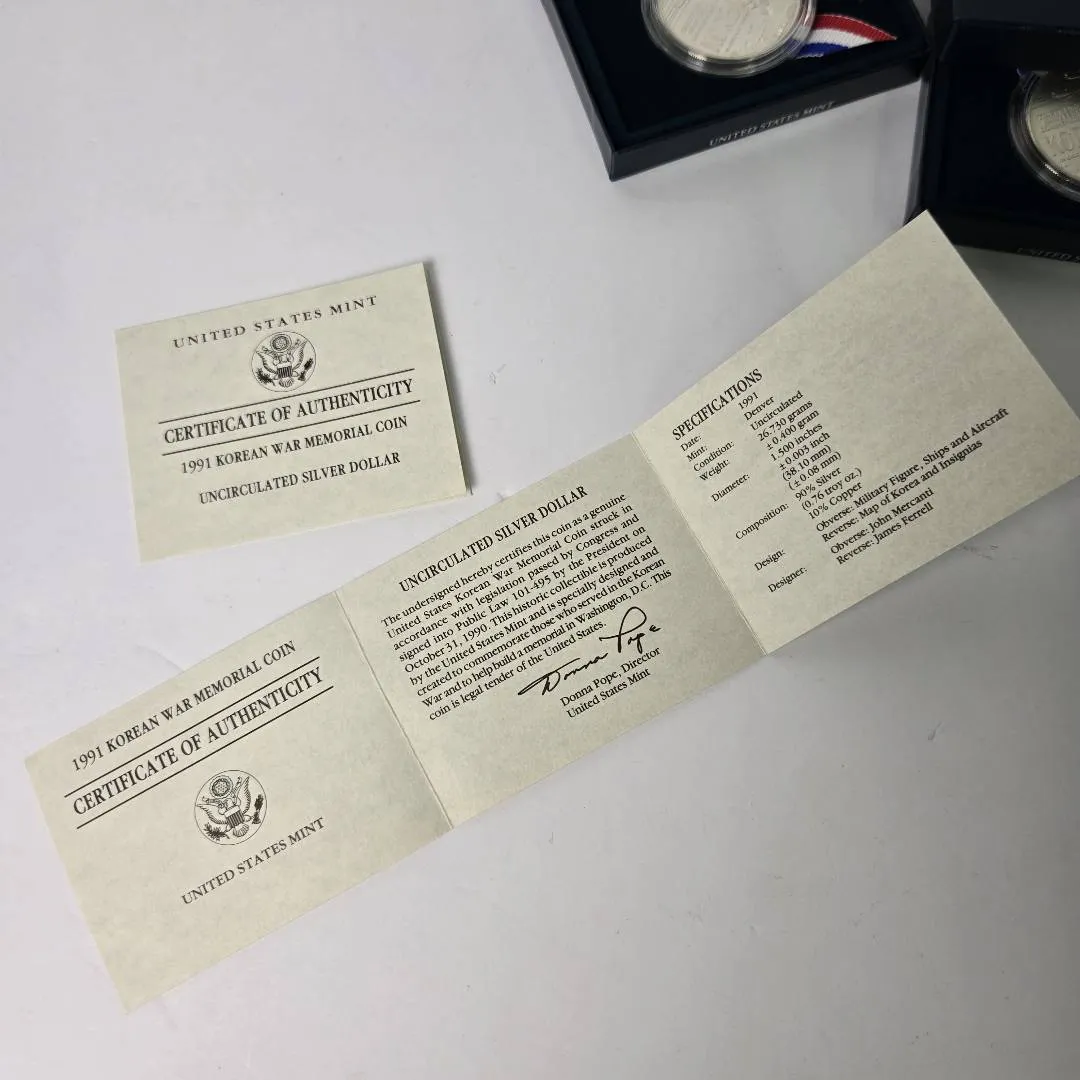 UNITED STATES MINT
UNITED STATES
UNITED STATES MINT
CERTIFICATE OF AUTHENTICITY
1991 KOREAN WAR MEMORIAL COIN
UNCIRCULATED SILVER DOLLAR
1991 KOREAN WAR MEMORIAL COIN
CERTIFICATE OF AUTHENTICITY
UNITED STATES MINT
UNCIRCULATED SILVER DOLLAR
The undersigned hereby certifies this coin as a genuine
United States Korean War Memorial Coin struck in
accordance with legislation passed by Congress and
signed into Public Law 101-495 by the President on
October 31, 1990. This historic collectible is produced
by the United States Mint and is specially designed and
created to commemorate those who served in the Korean
War and to help build a memorial in Washington, D.C. This
coin is legal tender of the United States.
Donna Pope
Donna Pope, Director
United States Mint
SPECIFICATIONS
Date: 1991
Mint: Denver
Condition: Uncirculated
Weight: 26.730 grams
± 0.400 gram
Diameter: 1.500 inches
± 0.003 inch
(38.10 mm)
(± 0.08 mm)
Composition: 90% Silver
(0.76 troy oz.)
10% Copper
Design: Obverse: Military Figure, Ships and Aircraft
Reverse: Map of Korea and Insignias
Designer: Obverse: John Mercanti
Reverse: James Ferrell